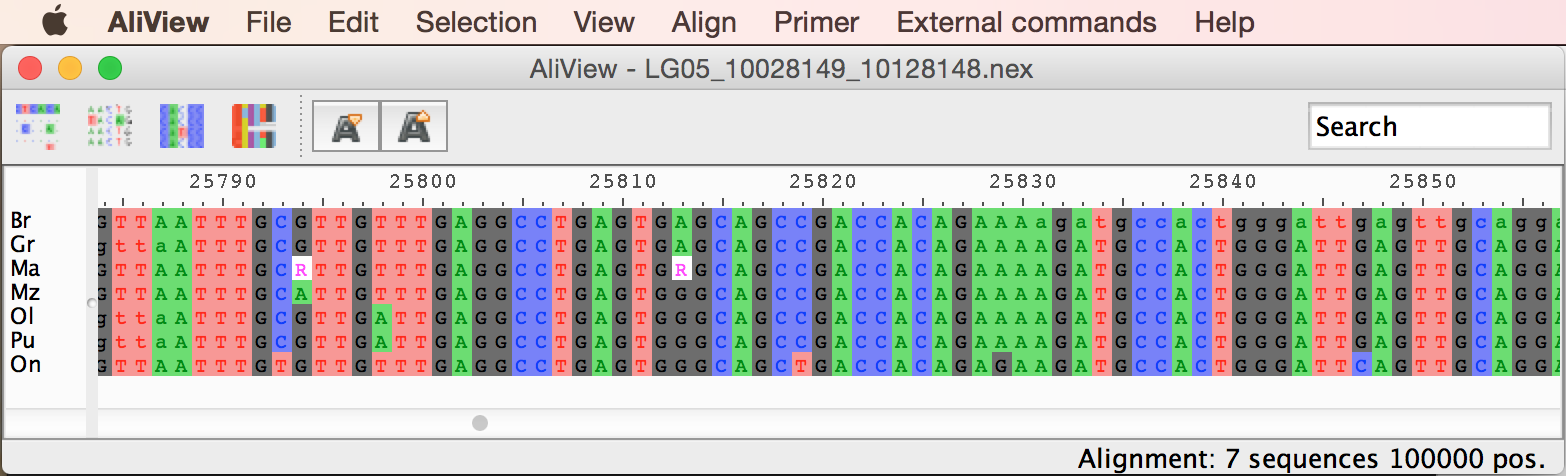 AliView File Edit Selection View Align Primer External commands Help
AliView - LG05_10028149_10128148.nex
Search
25790 25800 25810 25820 25830 25840 25850
Br GTTAATTTGCGTTGTTTGAGGCCTGAGTGAGCAGCCGACCACAGAAAagatgccactgggattgagttgcagga
Gr gttaATTTGCGTTGTTTGAGGCCTGAGTGAGCAGCCGACCACAGAAAAGATGCCACTGGGATTGAGTTGCAGGA
Ma GTTAATTTGCRTTGTTTGAGGCCTGAGTGRGCAGCCGACCACAGAAAAGATGCCACTGGGATTGAGTTGCAGGA
Mz GTTAATTTGCATTGTTTGAGGCCTGAGTGGGCAGCCGACCACAGAAAAGATGCCACTGGGATTGAGTTGCAGGA
Ol gttaATTTGCGTTGATTGAGGCCTGAGTGGGCAGCCGACCACAGAAAAGATGCCACTGGGATTGAGTTGCAGGA
Pu gttaATTTGCGTTGATTGAGGCCTGAGTGGGCAGCCGACCACAGAAAAGATGCCACTGGGATTGAGTTGCAGGA
On GTTAATTTGTGTTGTTTGAGGCCTGAGTGGGCAGCTGACCACAGAGAAGATGCCACTGGGATTCAGTTGCAGGA
Alignment: 7 sequences 100000 pos.